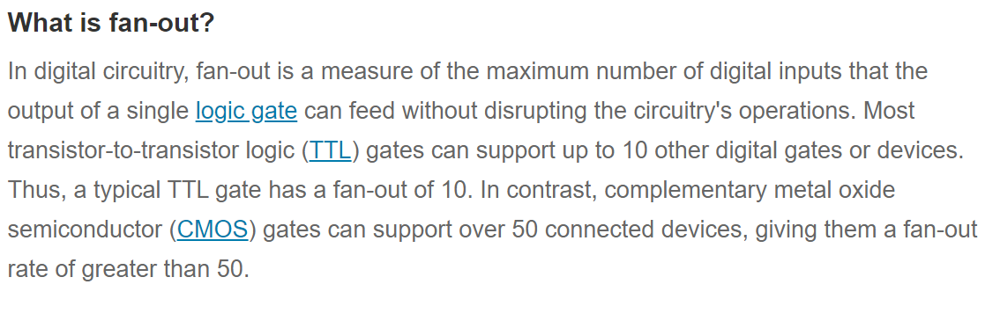 What is fan-out?
In digital circuitry, fan-out is a measure of the maximum number of digital inputs that the
output of a single logic gate can feed without disrupting the circuitry's operations. Most
transistor-to-transistor logic (TTL) gates can support up to 10 other digital gates or devices.
Thus, a typical TTL gate has a fan-out of 10. In contrast, complementary metal oxide
semiconductor (CMOS) gates can support over 50 connected devices, giving them a fan-out
rate of greater than 50.